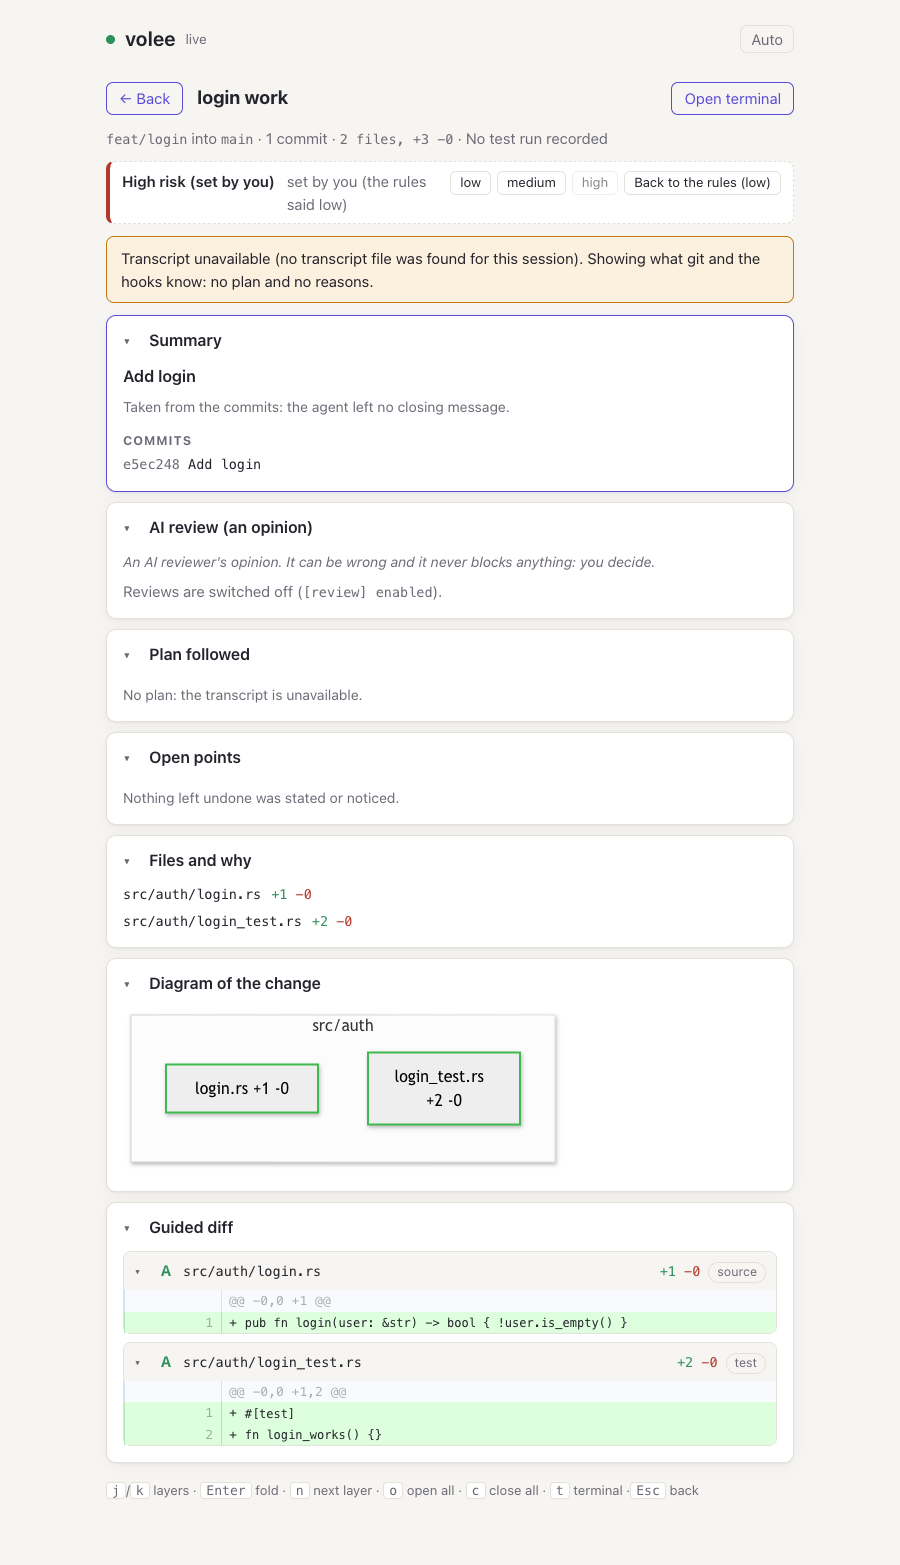 volee live Auto
← Back login work Open terminal
feat/login into main · 1 commit · 2 files, +3 −0 · No test run recorded
High risk (set by you) set by you (the rules low medium high Back to the rules (low)
said low)
Transcript unavailable (no transcript file was found for this session). Showing what git and the
hooks know: no plan and no reasons.
▾ Summary
Add login
Taken from the commits: the agent left no closing message.
COMMITS
e5ec248 Add login
▾ AI review (an opinion)
An AI reviewer's opinion. It can be wrong and it never blocks anything: you decide.
Reviews are switched off ([review] enabled).
▾ Plan followed
No plan: the transcript is unavailable.
▾ Open points
Nothing left undone was stated or noticed.
▾ Files and why
src/auth/login.rs +1 −0
src/auth/login_test.rs +2 −0
▾ Diagram of the change
src/auth
login.rs +1 -0
login_test.rs
+2 -0
▾ Guided diff
▾ A src/auth/login.rs +1 −0 source
@@ −0,0 +1 @@
1 + pub fn login(user: &str) −> bool { !user.is_empty() }
▾ A src/auth/login_test.rs +2 −0 test
@@ −0,0 +1,2 @@
1 + #[test]
2 + fn login_works() {}
j/k layers · Enter fold · n next layer · o open all · c close all · t terminal · Esc back